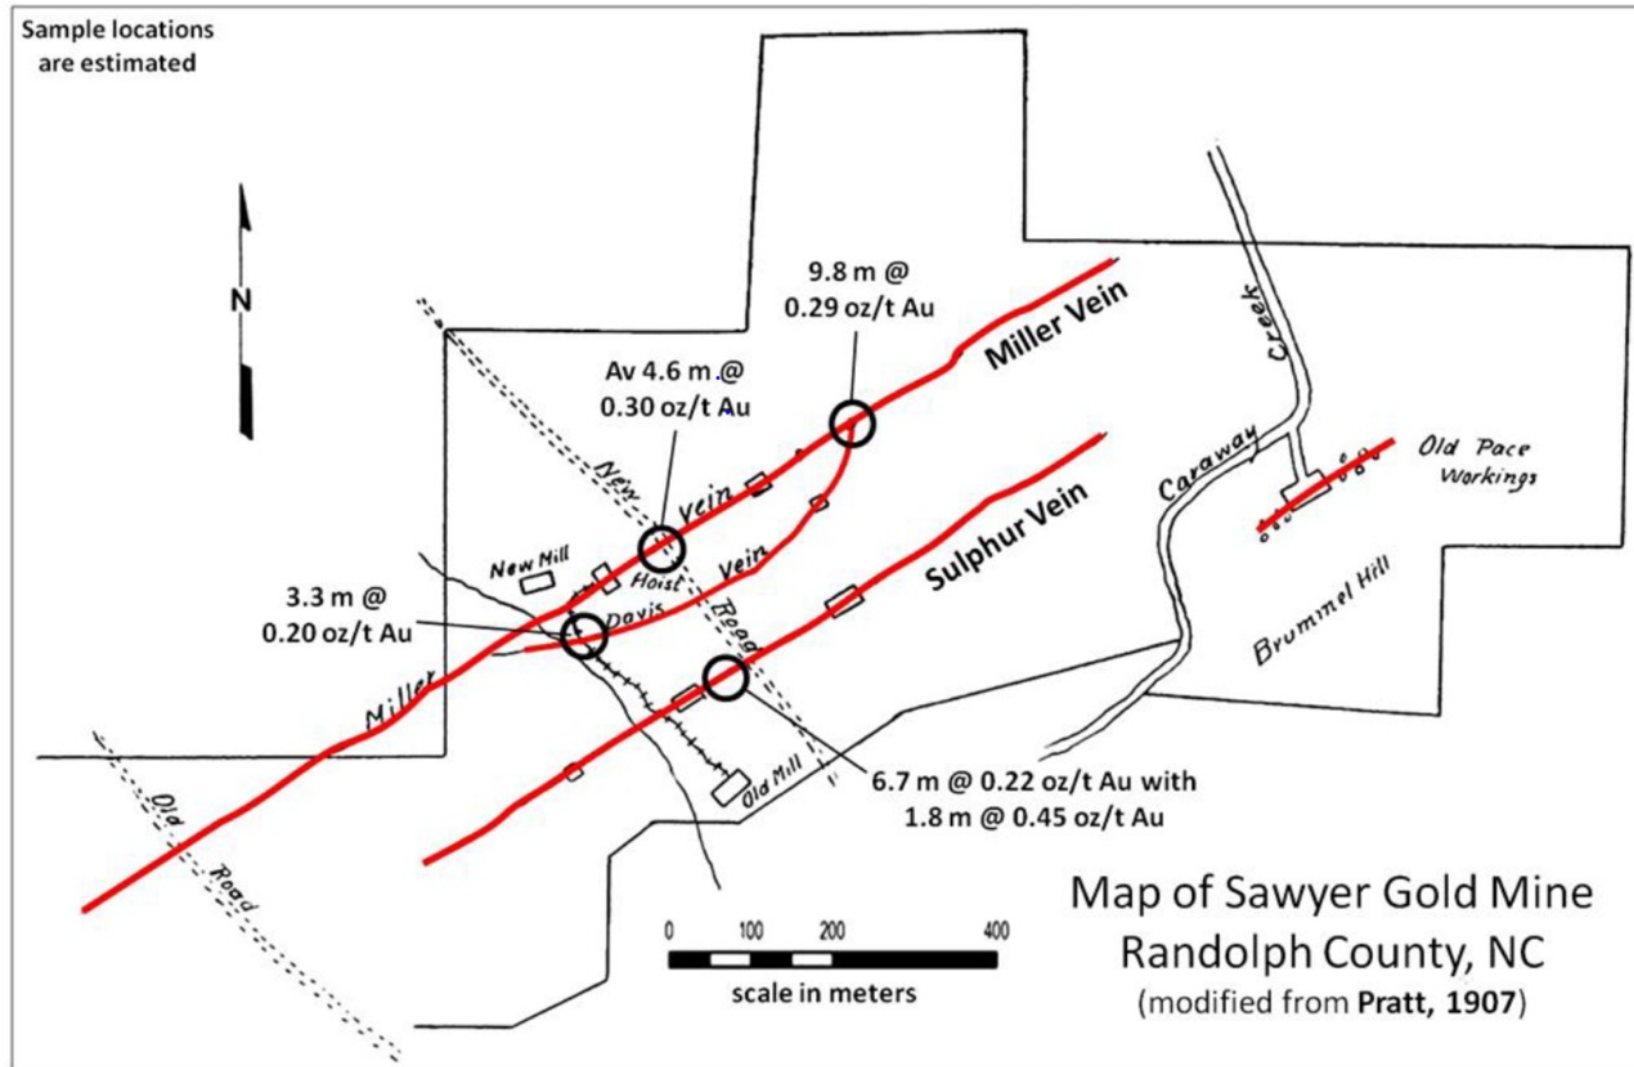 Sample locations
are estimated
N
9.8 m @
0.29 oz/t Au
Miller Vein
Av 4.6 m @
0.30 oz/t Au
Creek
Caraway
Old Pace
Workings
New
Vein
Sulphur Vein
New Mill
Hoist
Vein
3.3 m @
0.20 oz/t Au
Davis
Road
Brummel Hill
Miller
Old Mill
6.7 m @ 0.22 oz/t Au with
1.8 m @ 0.45 oz/t Au
Old
Road
0 100 200 400
scale in meters
Map of Sawyer Gold Mine
Randolph County, NC
(modified from Pratt, 1907)